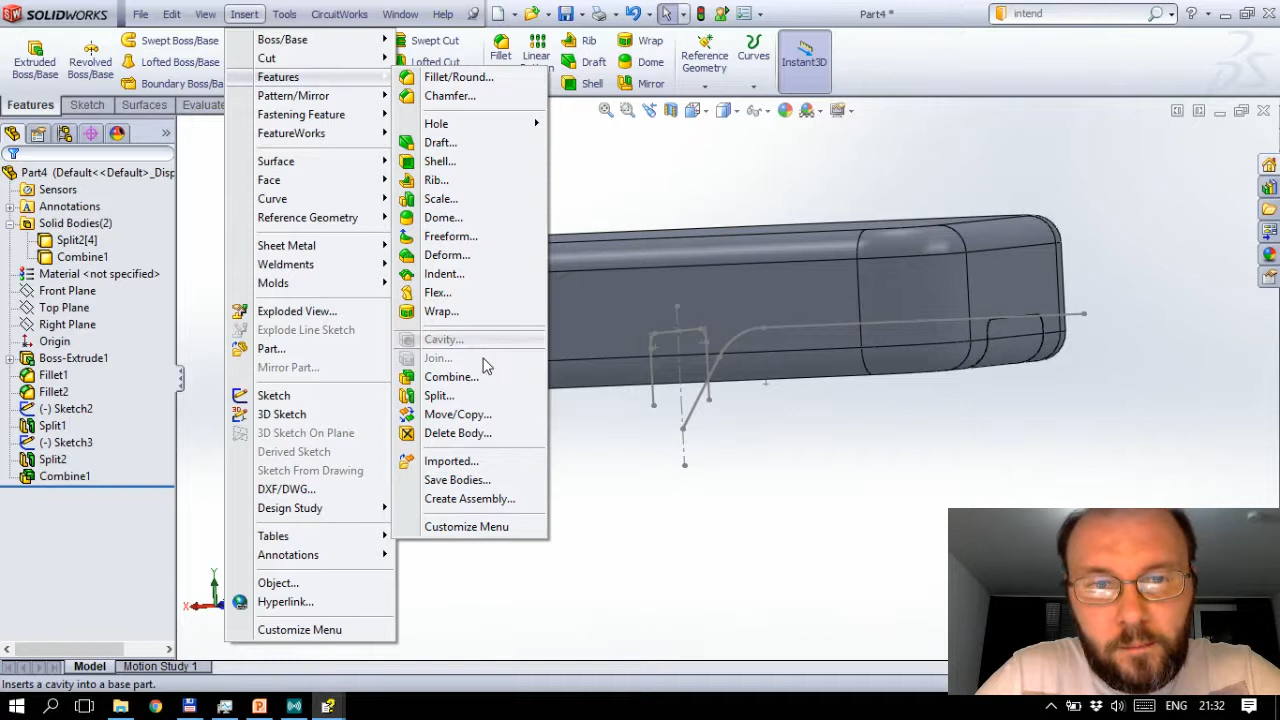 SOLIDWORKS
File Edit View Insert Tools CircuitWorks Window Help
Part4 *
intend
Extruded Boss/Base
Revolved Boss/Base
Swept Boss/Base
Lofted Boss/Base
Boundary Boss/Ba
Swept Cut
Lofted Cut
Fillet
Linear Pattern
Rib
Draft
Shell
Wrap
Dome
Mirror
Reference Geometry
Curves
Instant3D
Features Sketch Surfaces Evaluate
Part4 (Default<<Default>_Disp
Sensors
Annotations
Solid Bodies(2)
Split2[4]
Combine1
Material <not specified>
Front Plane
Top Plane
Right Plane
Origin
Boss-Extrude1
Fillet1
Fillet2
(-) Sketch2
Split1
(-) Sketch3
Split2
Combine1
Boss/Base
Cut
Features
Pattern/Mirror
Fastening Feature
FeatureWorks
Surface
Face
Curve
Reference Geometry
Sheet Metal
Weldments
Molds
Exploded View...
Explode Line Sketch
Part...
Mirror Part...
Sketch
3D Sketch
3D Sketch On Plane
Derived Sketch
Sketch From Drawing
DXF/DWG...
Design Study
Tables
Annotations
Object...
Hyperlink...
Customize Menu
Fillet/Round...
Chamfer...
Hole
Draft...
Shell...
Rib...
Scale...
Dome...
Freeform...
Deform...
Indent...
Flex...
Wrap...
Cavity...
Join...
Combine...
Split...
Move/Copy...
Delete Body...
Imported...
Save Bodies...
Create Assembly...
Customize Menu
Y
X
Model Motion Study 1
Inserts a cavity into a base part.
ENG 21:32